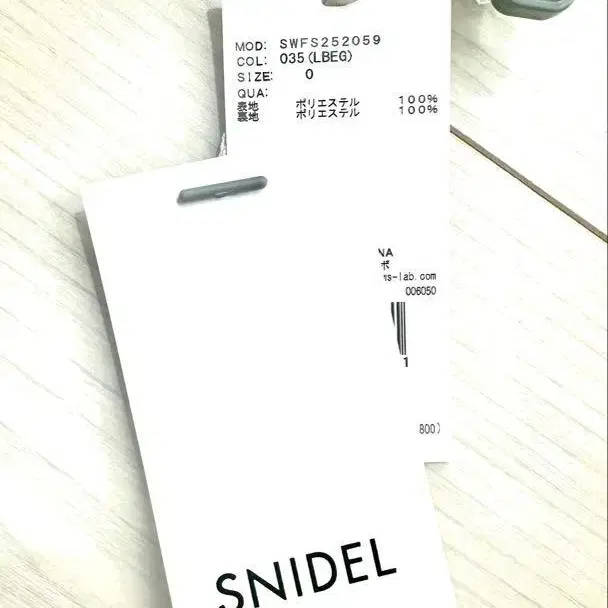 MOD: SWFS252059
COL: 035(LBEG)
SIZE: 0
QUA:
表地 ポリエステル 100%
裏地 ポリエステル 100%
NA
ポ
s-lab.com
006050
1
800)
SNIDEL